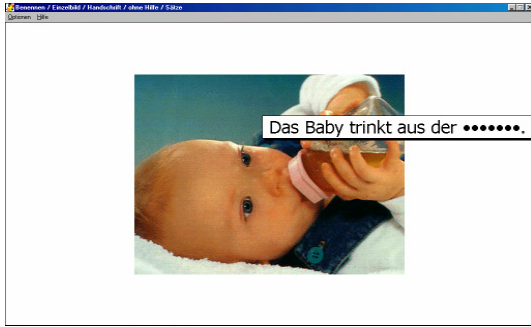 Benennen / Einzelbild / Handschrift / ohne Hilfe / Sätze
Optionen Hilfe
Das Baby trinkt aus der •••••••.